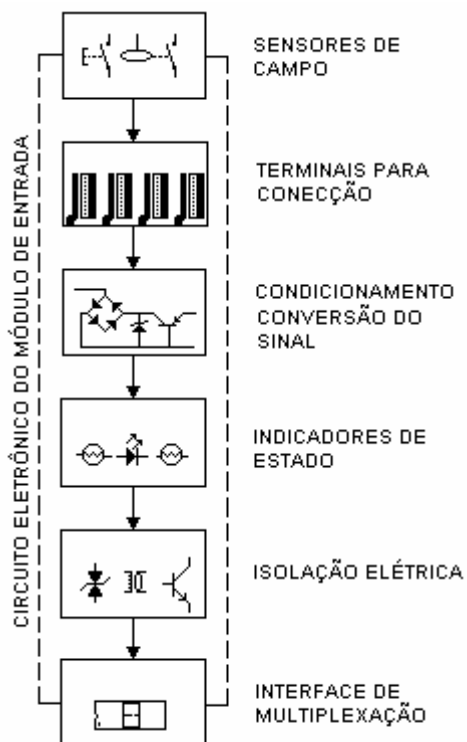 SENSORES DE
CAMPO
TERMINAIS PARA
CONECÇÃO
CONDICIONAMENTO
CONVERSÃO DO
SINAL
INDICADORES DE
ESTADO
ISOLAÇÃO ELÉTRICA
INTERFACE DE
MULTIPLEXAÇÃO
CIRCUITO ELETRÔNICO DO MÓDULO DE ENTRADA